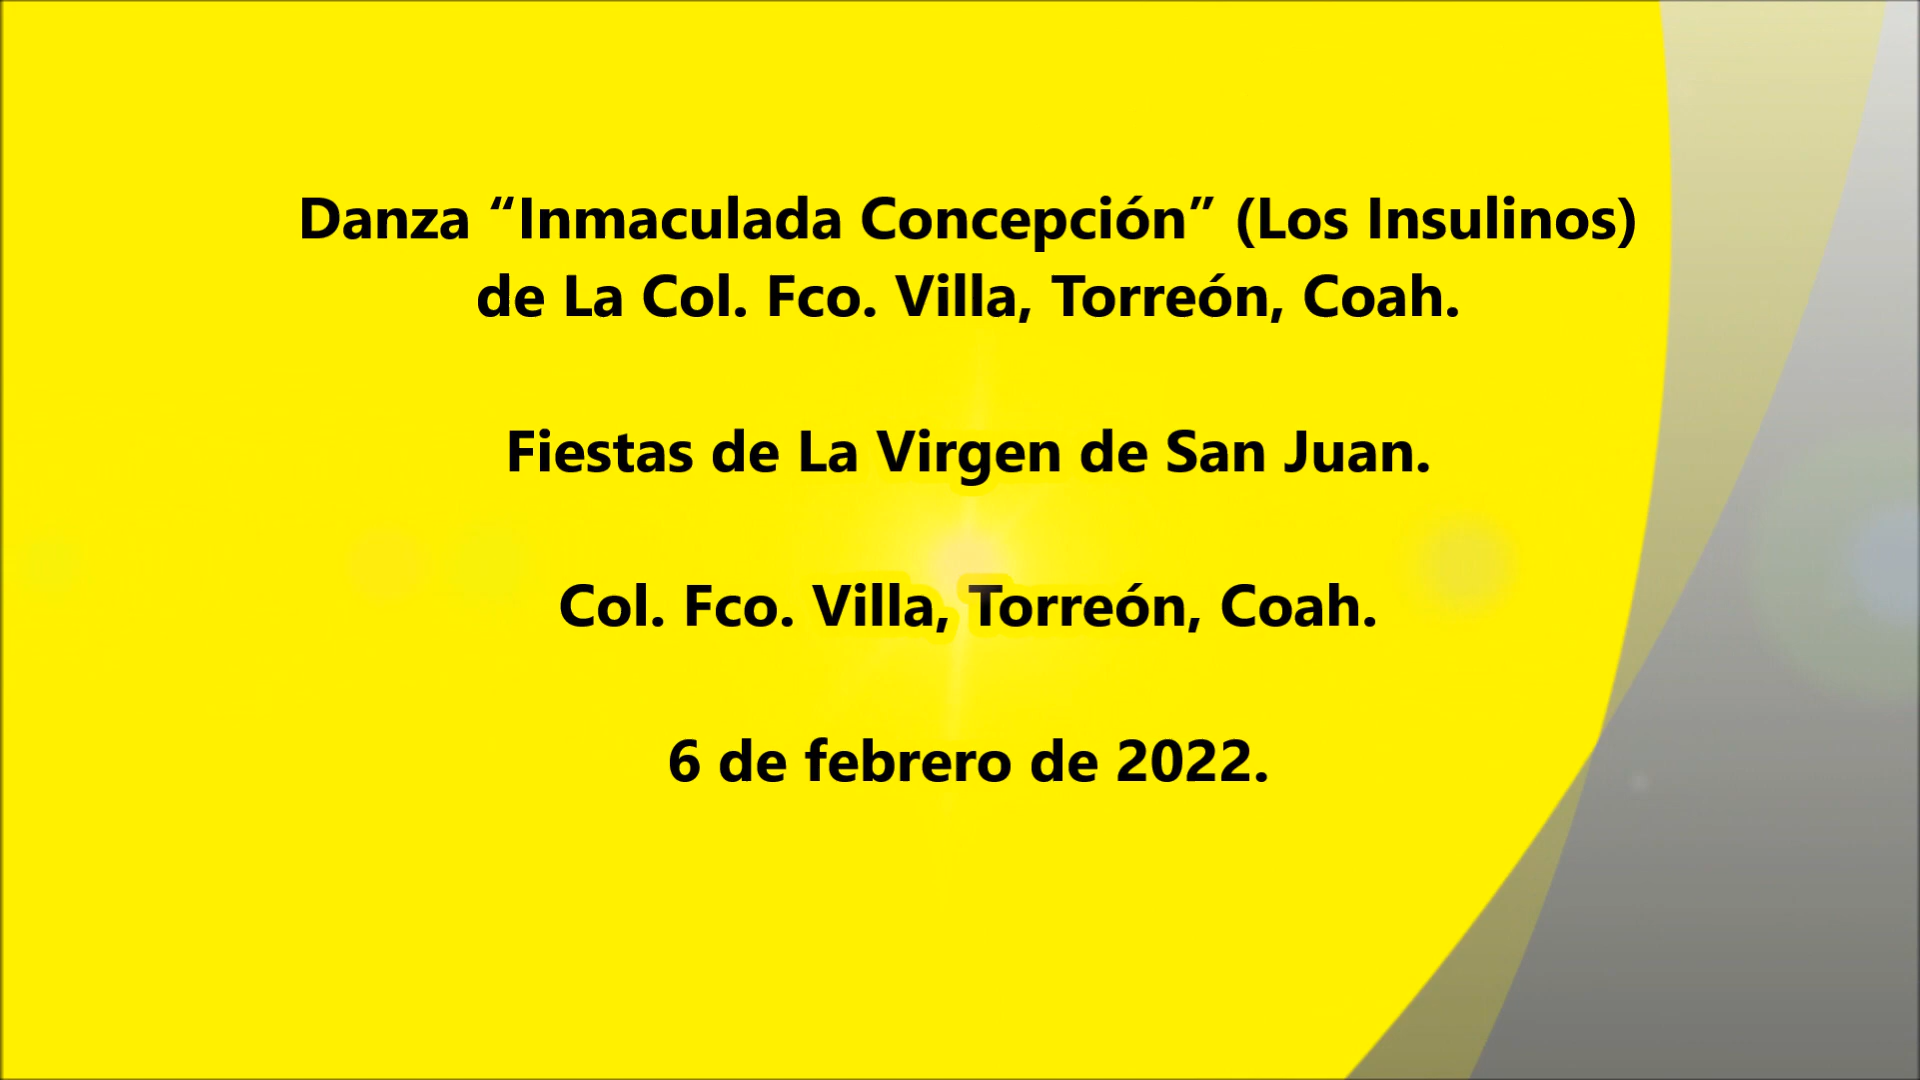 Danza “Inmaculada Concepción” (Los Insulinos)
de La Col. Fco. Villa, Torreón, Coah.
Fiestas de La Virgen de San Juan.
Col. Fco. Villa, Torreón, Coah.
6 de febrero de 2022.